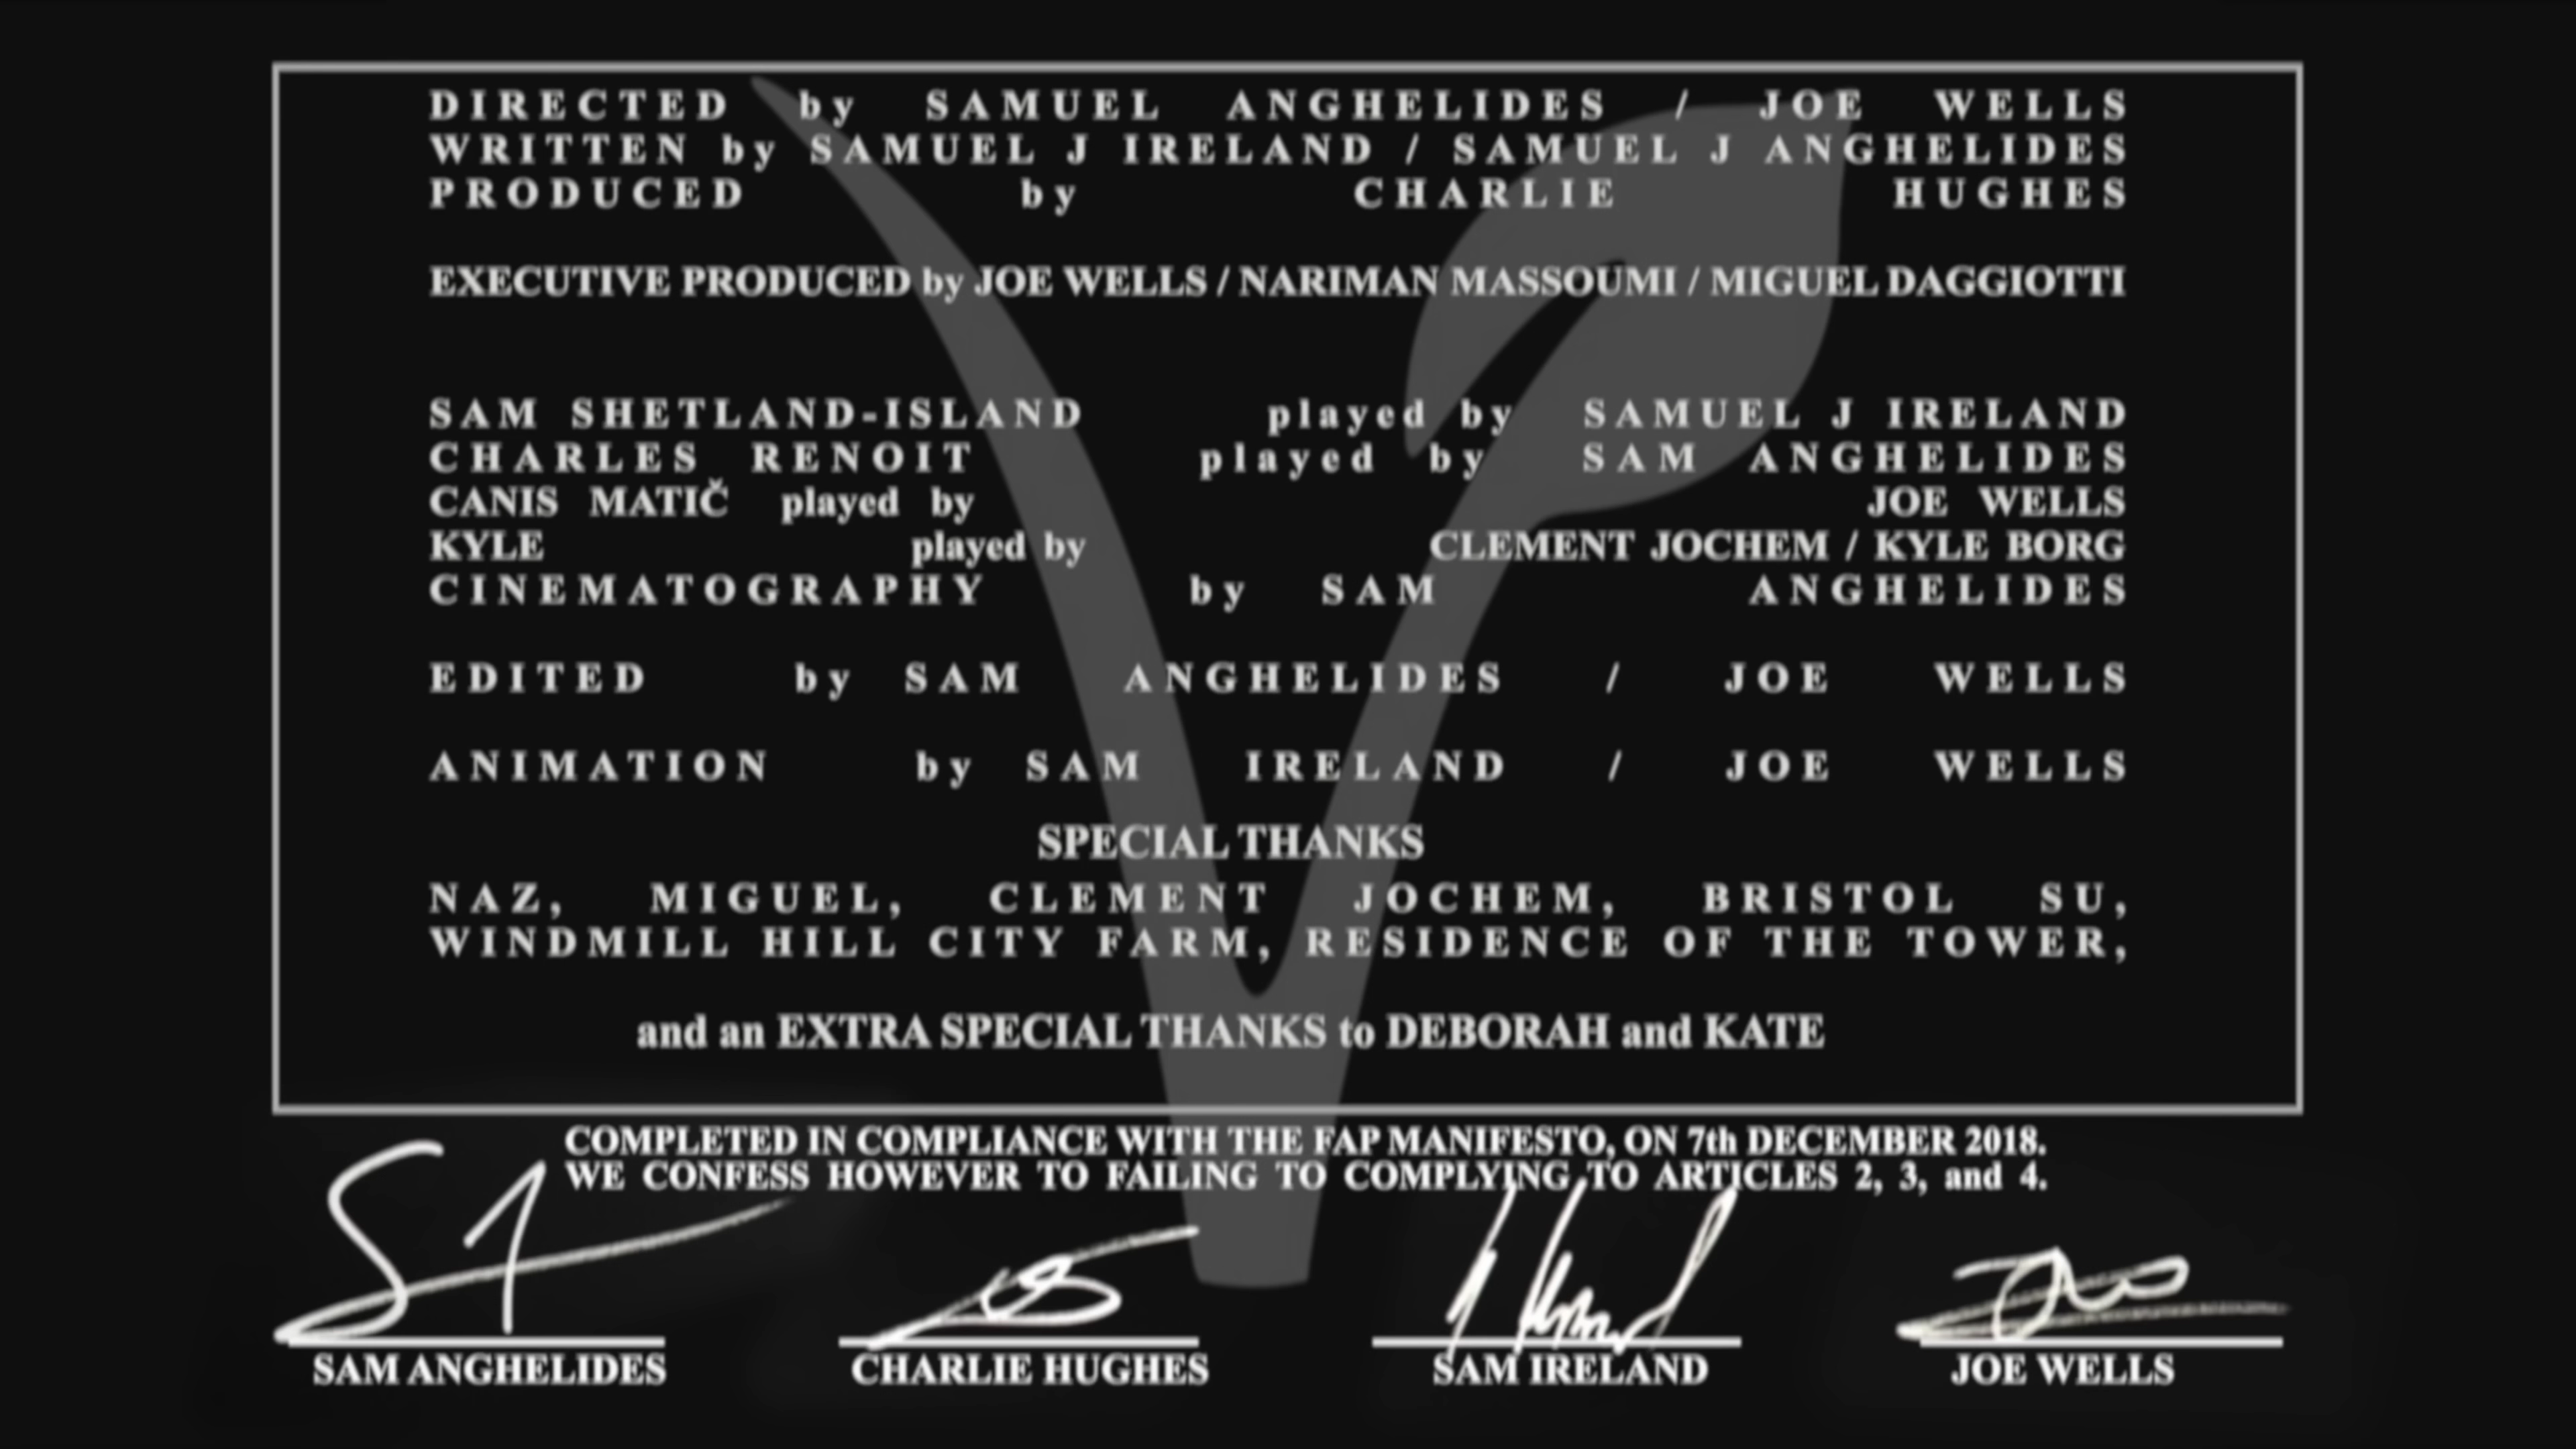 DIRECTED by SAMUEL ANGHELIDES / JOE WELLS
WRITTEN by SAMUEL J IRELAND / SAMUEL J ANGHELIDES
PRODUCED by CHARLIE HUGHES
EXECUTIVE PRODUCED by JOE WELLS / NARIMAN MASSOUMI / MIGUEL DAGGIOTTI
SAM SHETLAND-ISLAND played by SAMUEL J IRELAND
CHARLES RENOIT played by SAM ANGHELIDES
CANIS MATIČ played by JOE WELLS
KYLE played by CLEMENT JOCHEM / KYLE BORG
CINEMATOGRAPHY by SAM ANGHELIDES
EDITED by SAM ANGHELIDES / JOE WELLS
ANIMATION by SAM IRELAND / JOE WELLS
SPECIAL THANKS
NAZ, MIGUEL, CLEMENT JOCHEM, BRISTOL SU,
WINDMILL HILL CITY FARM, RESIDENCE OF THE TOWER,
and an EXTRA SPECIAL THANKS to DEBORAH and KATE
COMPLETED IN COMPLIANCE WITH THE FAP MANIFESTO, ON 7th DECEMBER 2018.
WE CONFESS HOWEVER TO FAILING TO COMPLYING TO ARTICLES 2, 3, and 4.
SAM ANGHELIDES CHARLIE HUGHES SAM IRELAND JOE WELLS